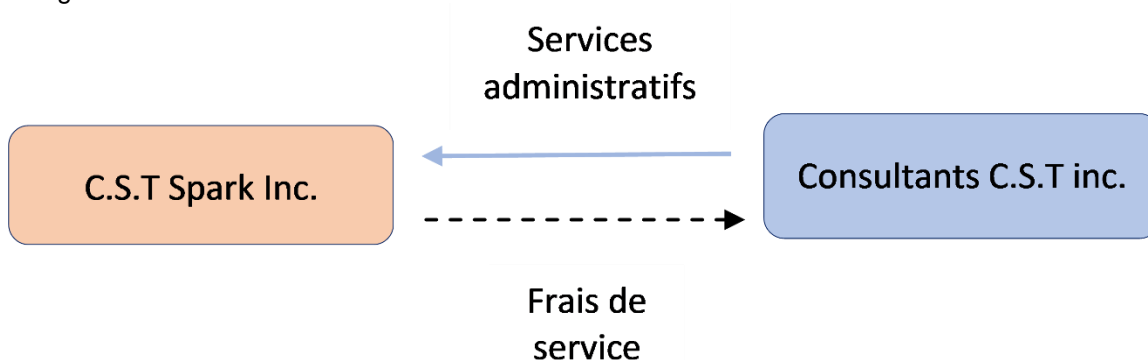 Services
administratifs
C.S.T Spark Inc.
Consultants C.S.T inc.
Frais de
service